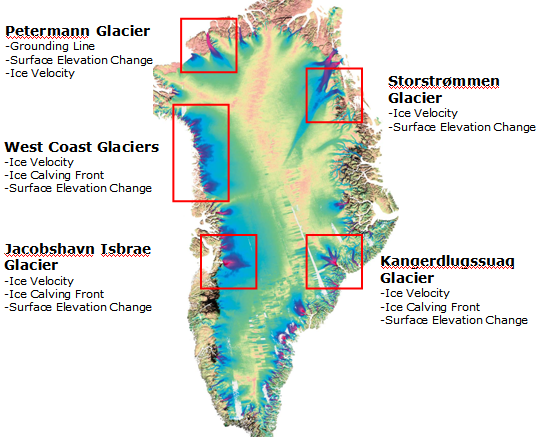 Petermann Glacier
-Grounding Line
-Surface Elevation Change
-Ice Velocity
West Coast Glaciers
-Ice Velocity
-Ice Calving Front
-Surface Elevation Change
Jacobshavn Isbrae
Glacier
-Ice Velocity
-Ice Calving Front
-Surface Elevation Change
Storstrømmen
Glacier
-Ice Velocity
-Surface Elevation Change
Kangerdlugssuaq
Glacier
-Ice Velocity
-Ice Calving Front
-Surface Elevation Change